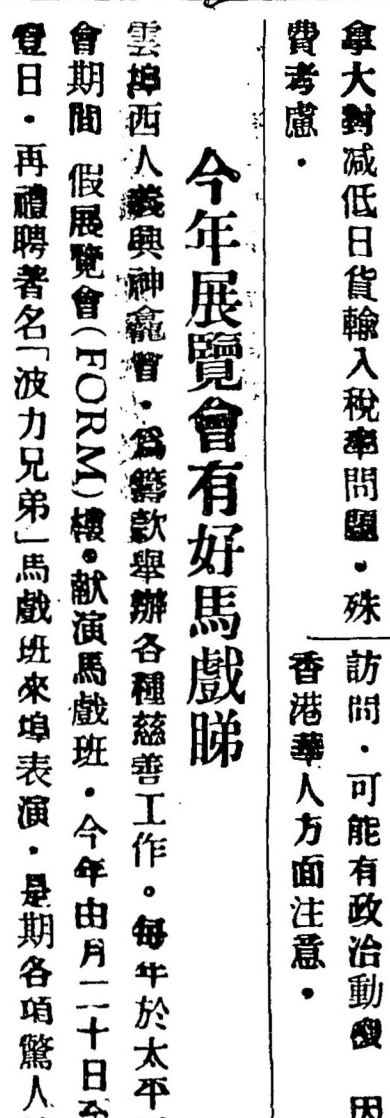 拿大對减低日貨輸入稅率問題・殊
費考慮・
訪問・可能有政治動機 因
香港華人方面注意・
今年展覽會有好馬戲睇
雲埠西人義興神龕會・爲籌款舉辦各種慈善工作。每年於太平
會期間 假展覽會(FORM)樓。献演馬戲班・今年由月二十日至
日・再禮聘著名「波力兄弟」馬戲班來埠表演・是期各項驚人